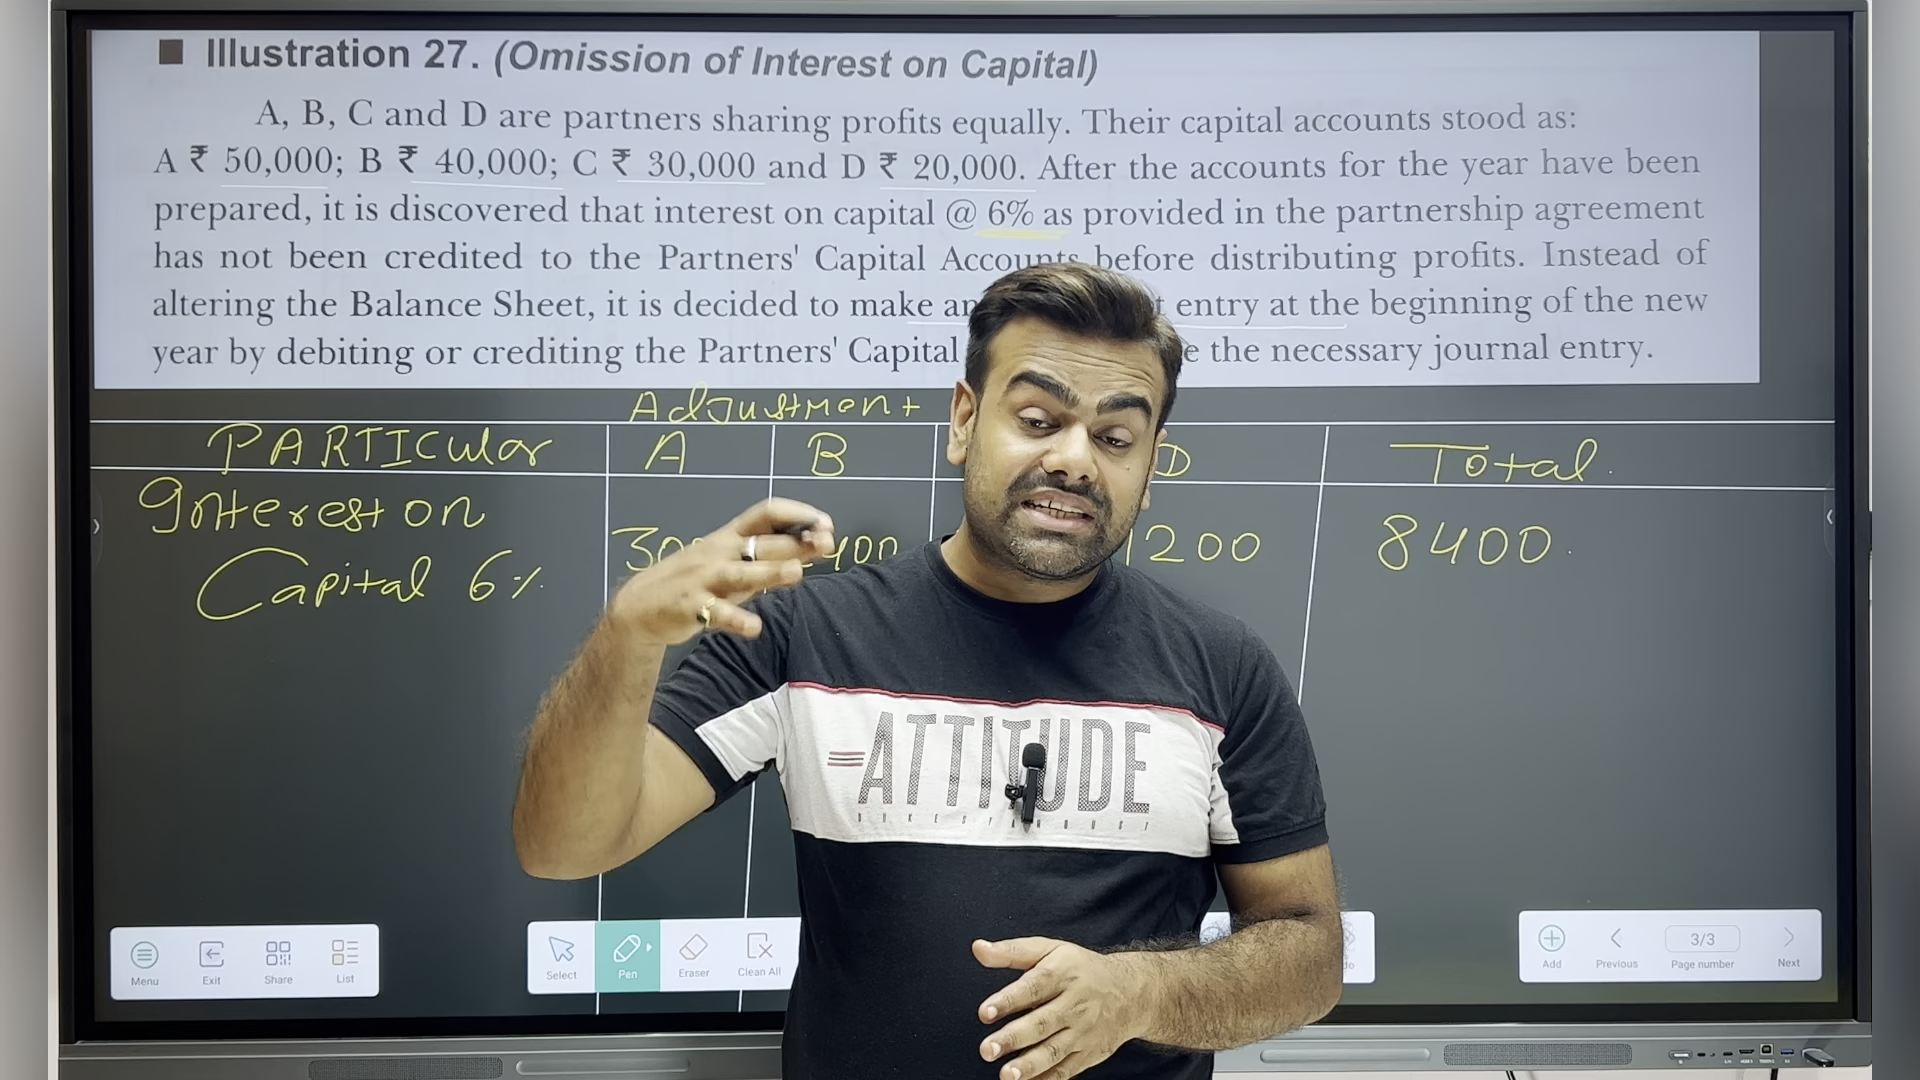 ■ Illustration 27. (Omission of Interest on Capital)
A, B, C and D are partners sharing profits equally. Their capital accounts stood as:
A ₹ 50,000; B ₹ 40,000; C ₹ 30,000 and D ₹ 20,000. After the accounts for the year have been
prepared, it is discovered that interest on capital @ 6% as provided in the partnership agreement
has not been credited to the Partners' Capital Accounts before distributing profits. Instead of
altering the Balance Sheet, it is decided to make an entry at the beginning of the new
year by debiting or crediting the Partners' Capital the necessary journal entry.
Adjustment
PARTICular A B D Total
Interest on
Capital 6% 1200 8400
ATTITUDE
Menu Exit Share List
Select Pen Eraser Clean All
3/3
Add Previous Page number Next